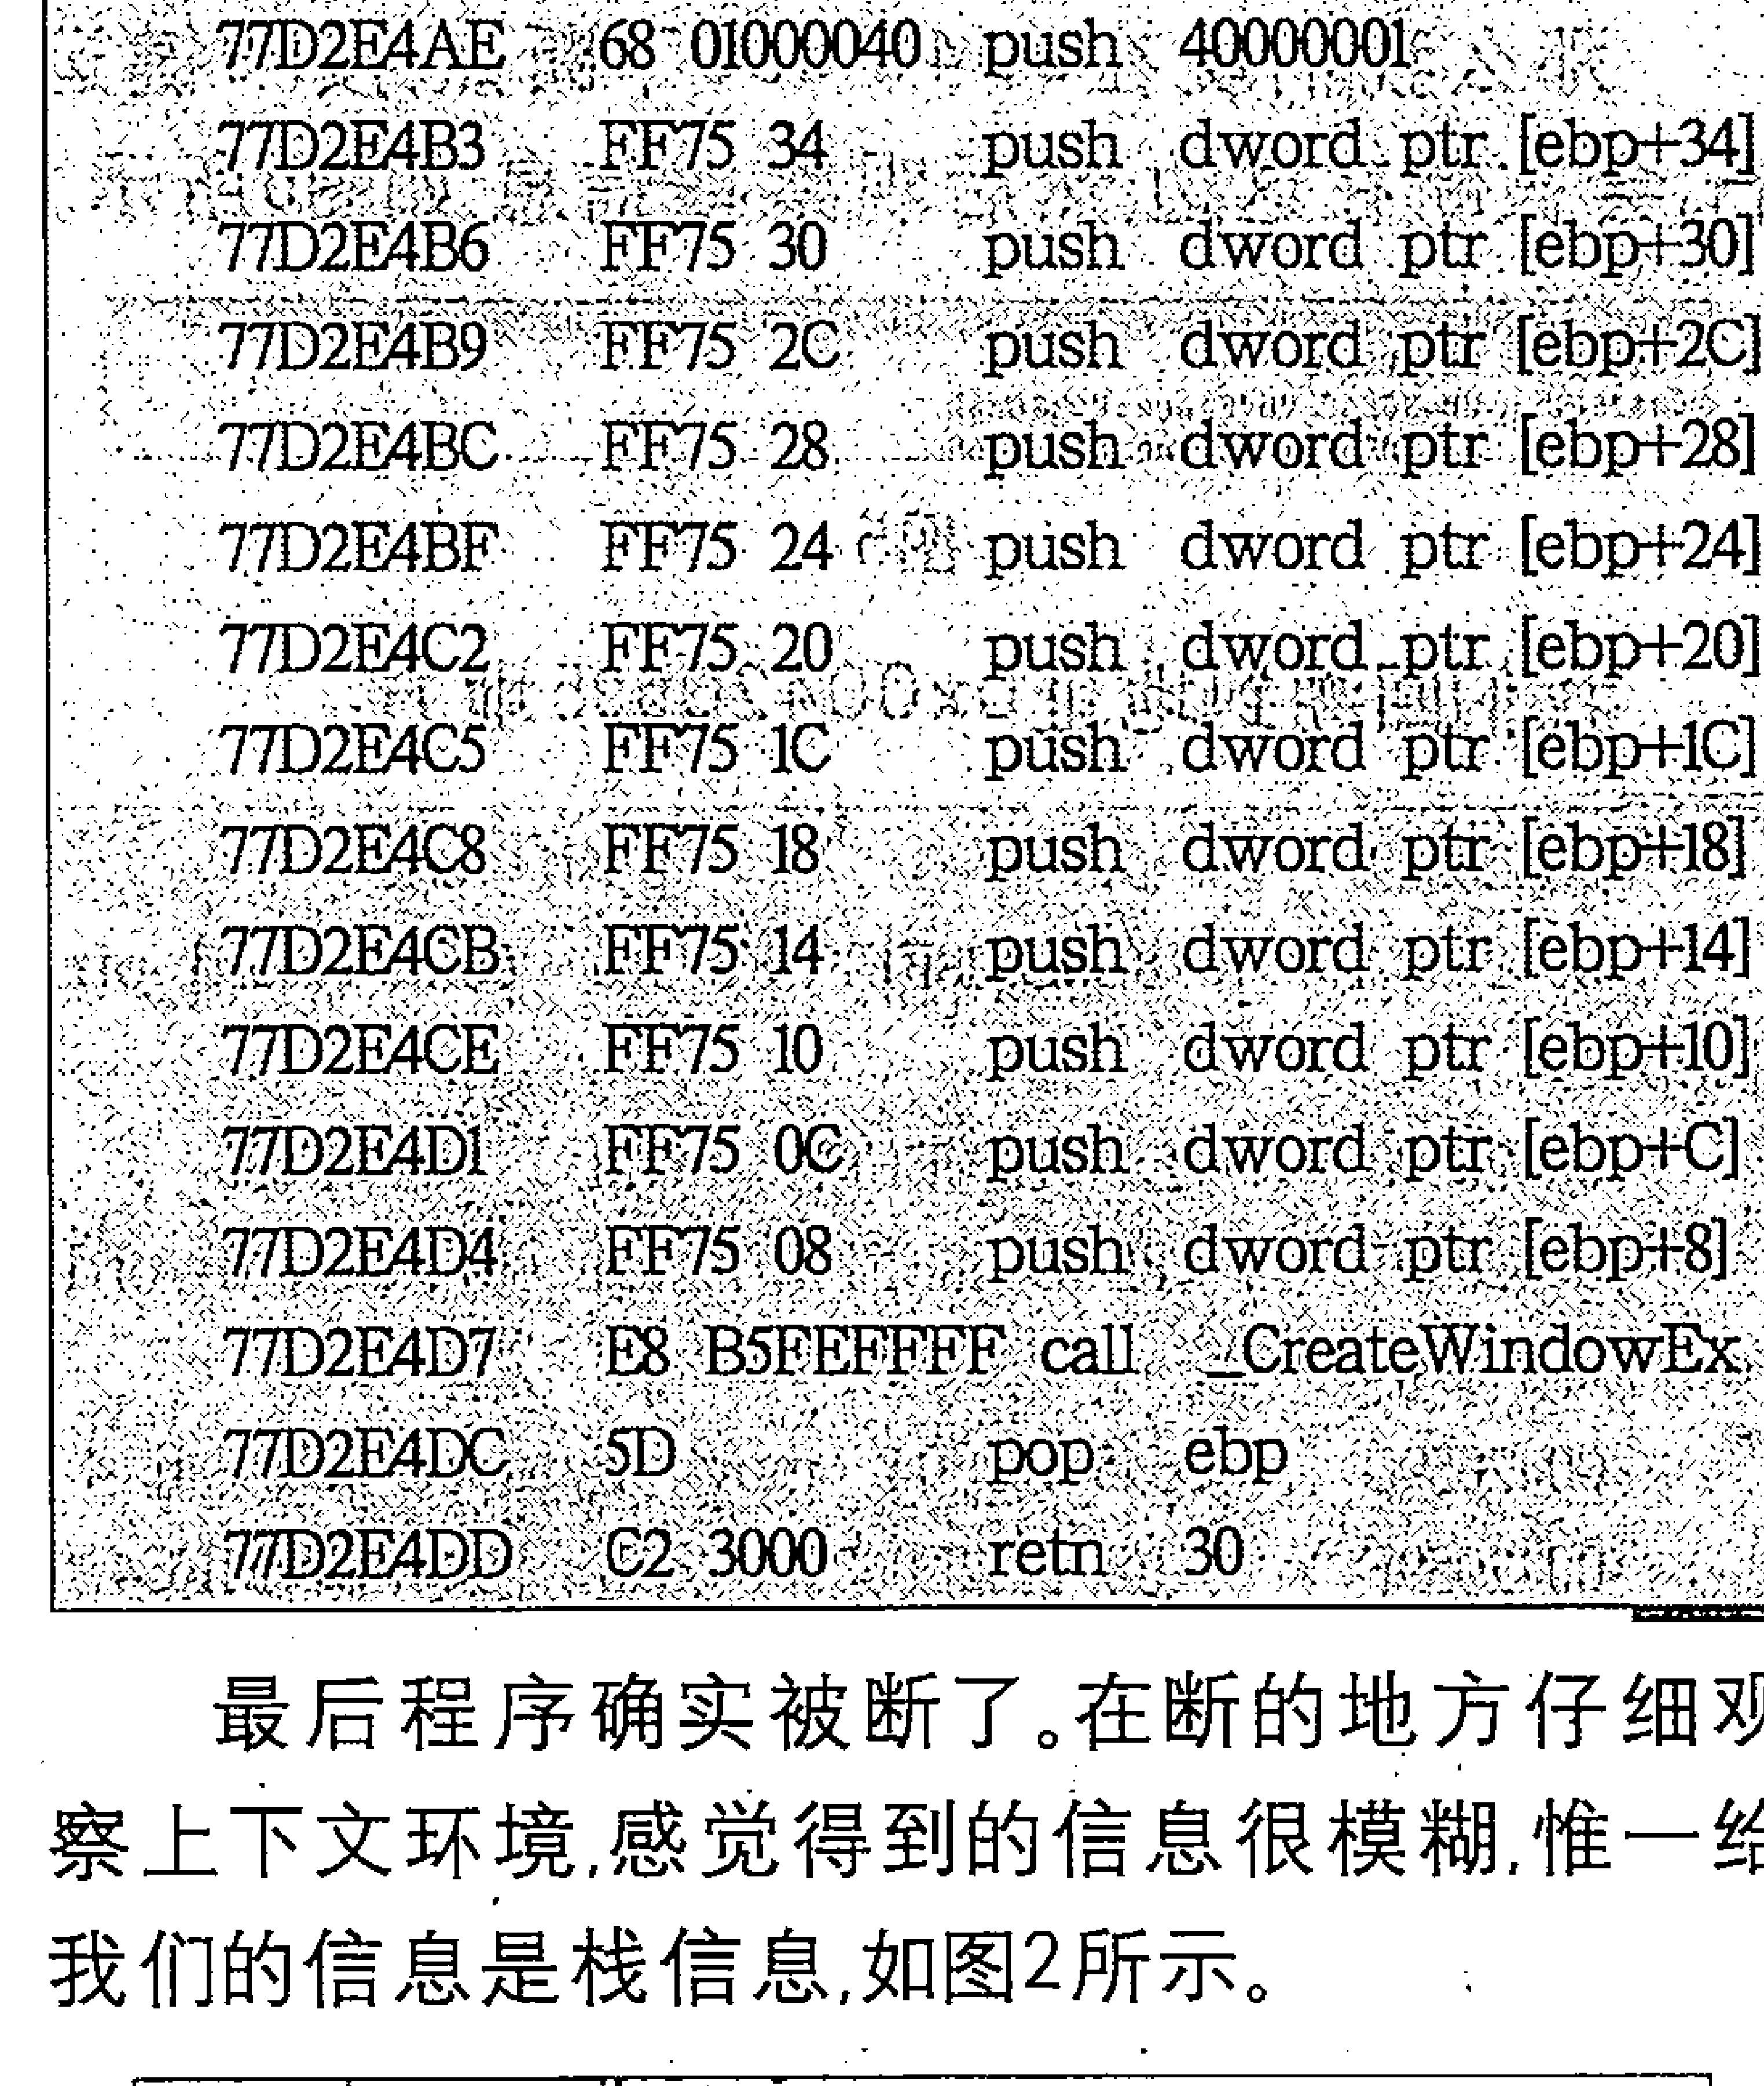 77D2E4AE 68 01000040 push 40000001
77D2E4B3 FF75 34 push dword ptr [ebp+34]
77D2E4B6 FF75 30 push dword ptr [ebp+30]
77D2E4B9 FF75 2C push dword ptr [ebp+2C]
77D2E4BC FF75 28 push dword ptr [ebp+28]
77D2E4BF FF75 24 push dword ptr [ebp+24]
77D2E4C2 FF75 20 push dword ptr [ebp+20]
77D2E4C5 FF75 1C push dword ptr [ebp+1C]
77D2E4C8 FF75 18 push dword ptr [ebp+18]
77D2E4CB FF75 14 push dword ptr [ebp+14]
77D2E4CE FF75 10 push dword ptr [ebp+10]
77D2E4D1 FF75 0C push dword ptr [ebp+C]
77D2E4D4 FF75 08 push dword ptr [ebp+8]
77D2E4D7 E8 B5FEFFFF call _CreateWindowEx
77D2E4DC 5D pop ebp
77D2E4DD C2 3000 retn 30
最后程序确实被断了。在断的地方仔细观
察上下文环境,感觉得到的信息很模糊,惟一给
我们的信息是栈信息,如图2所示。